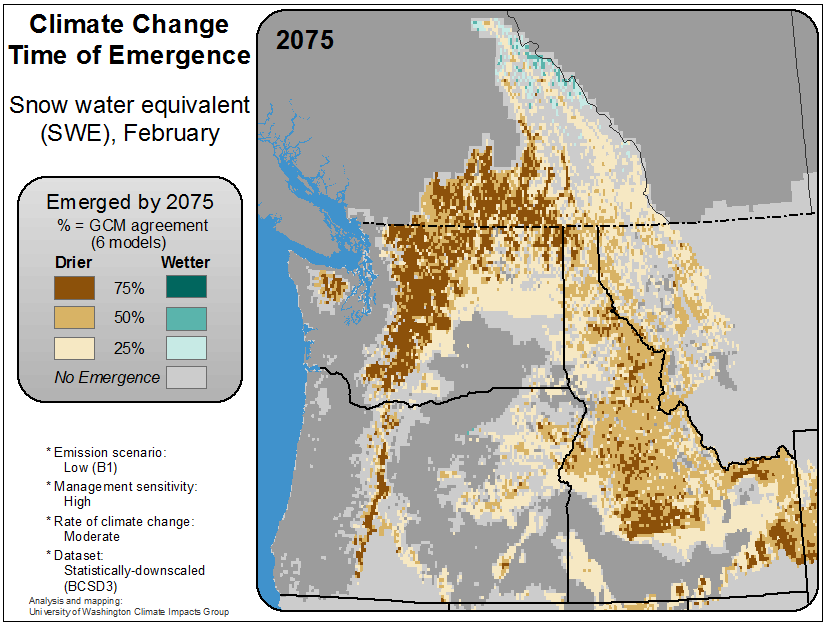 Climate Change
Time of Emergence
Snow water equivalent
(SWE), February
2075
Emerged by 2075
% = GCM agreement
(6 models)
Drier Wetter
75%
50%
25%
No Emergence
* Emission scenario:
Low (B1)
* Management sensitivity:
High
* Rate of climate change:
Moderate
* Dataset:
Statistically-downscaled
(BCSD3)
Analysis and mapping:
University of Washington Climate Impacts Group